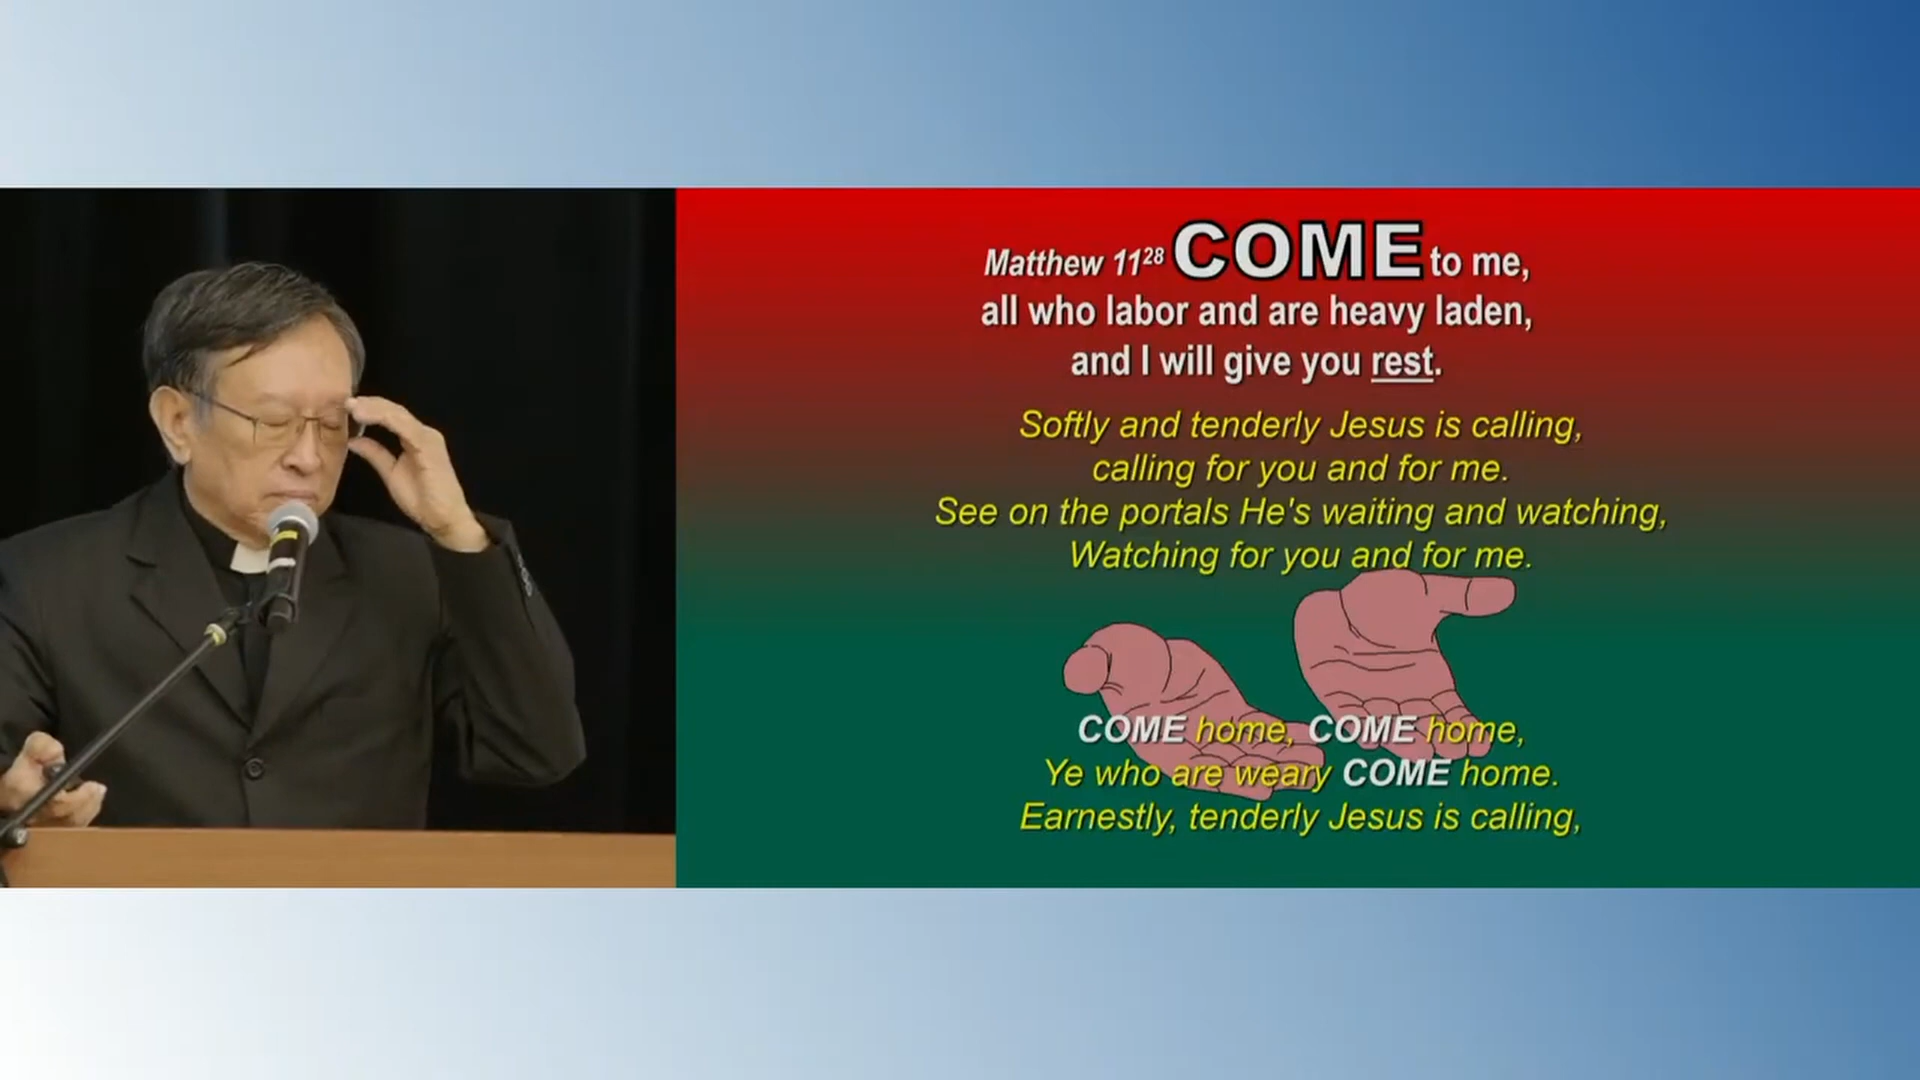 Matthew 11²⁸ COME to me,
all who labor and are heavy laden,
and I will give you rest.
Softly and tenderly Jesus is calling,
calling for you and for me.
See on the portals He's waiting and watching,
Watching for you and for me.
COME home, COME home,
Ye who are weary COME home.
Earnestly, tenderly Jesus is calling,